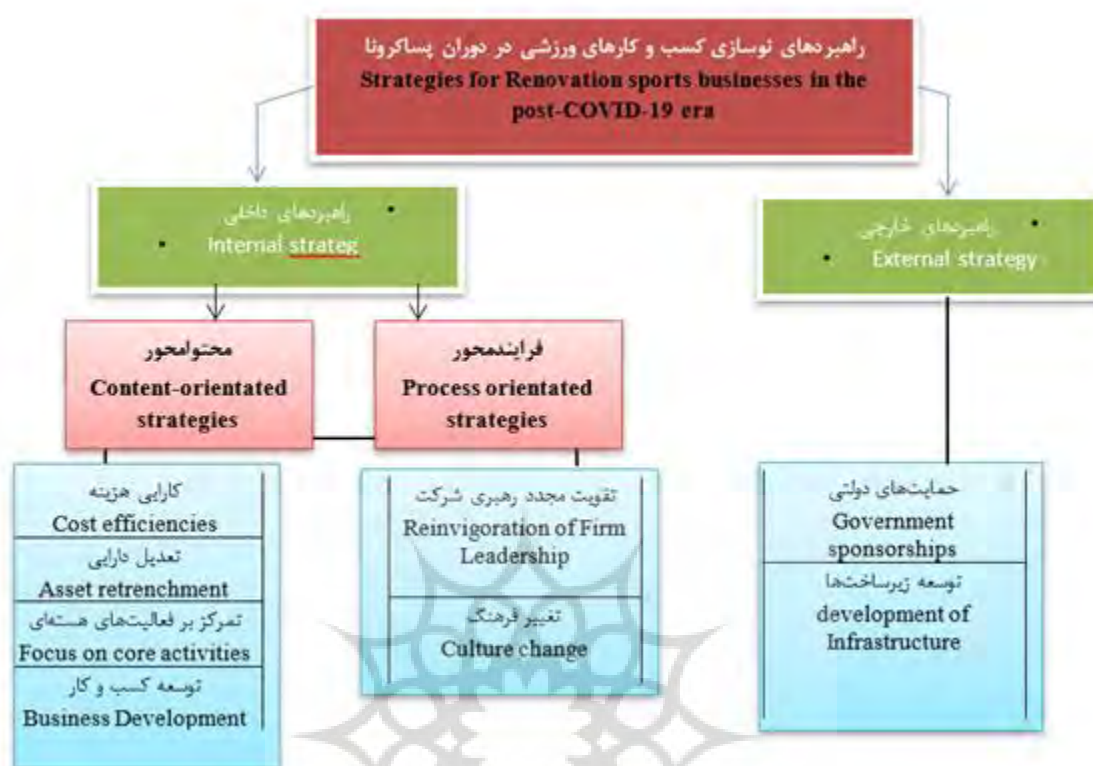 راهبردهای نوسازی کسب و کارهای ورزشی در دوران پساکرونا
Strategies for Renovation sports businesses in the
post-COVID-19 era
راهبردهای داخلی
Internal strateg
راهبردهای خارجی
External strategy
محتوامحور
Content-orientated
strategies
فرایندمحور
Process orientated
strategies
کارایی هزینه
Cost efficiencies
تعدیل دارایی
Asset retrenchment
تمرکز بر فعالیت‌های هسته‌ای
Focus on core activities
توسعه کسب و کار
Business Development
تقویت مجدد رهبری شرکت
Reinvigoration of Firm
Leadership
تغییر فرهنگ
Culture change
حمایت‌های دولتی
Government
sponsorships
توسعه زیرساخت‌ها
development of
Infrastructure